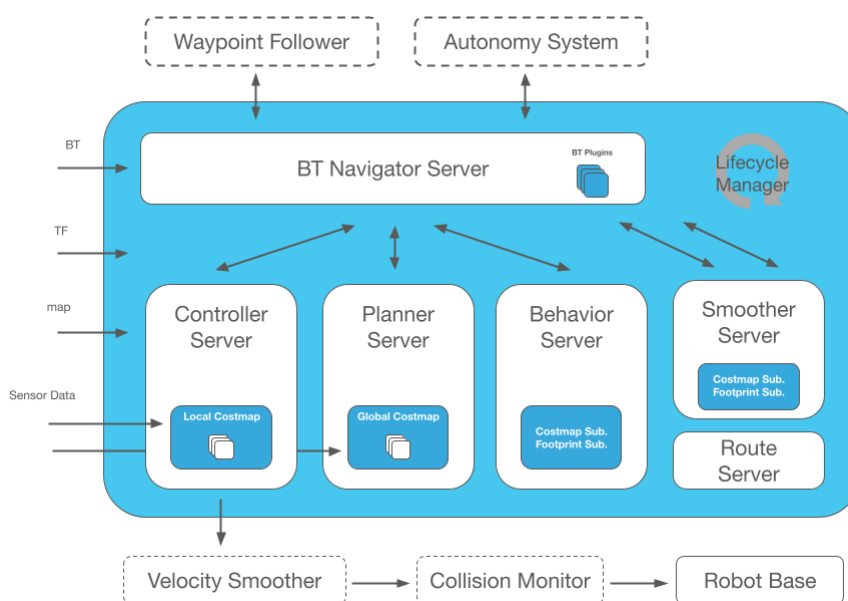 Waypoint Follower
Autonomy System
BT
BT Navigator Server
BT Plugins
Lifecycle
Manager
TF
map
Sensor Data
Controller
Server
Local Costmap
Planner
Server
Global Costmap
Behavior
Server
Costmap Sub.
Footprint Sub.
Smoother
Server
Costmap Sub.
Footprint Sub.
Route
Server
Velocity Smoother
Collision Monitor
Robot Base